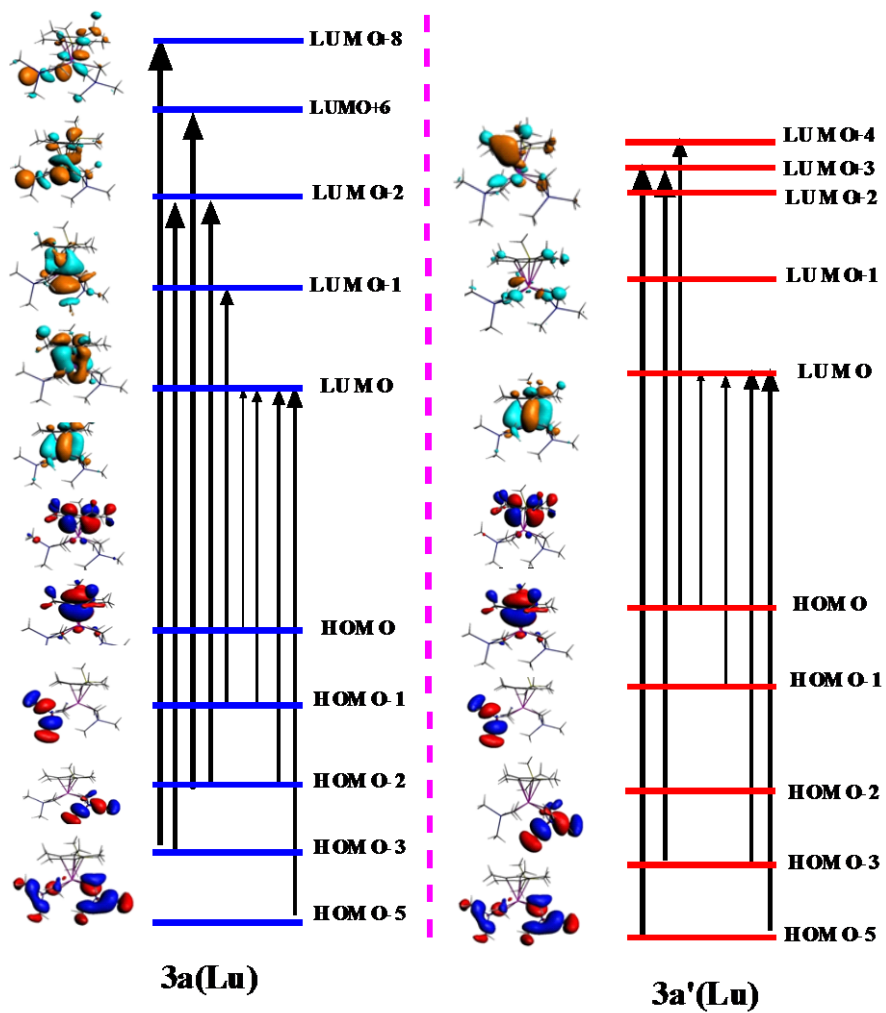 LUMO+8
LUMO+6
LUMO+2
LUMO+1
LUMO
HOMO
HOMO-1
HOMO-2
HOMO-3
HOMO-5
3a(Lu)
LUMO+4
LUMO+3
LUMO+2
LUMO+1
LUMO
HOMO
HOMO-1
HOMO-2
HOMO-3
HOMO-5
3a'(Lu)